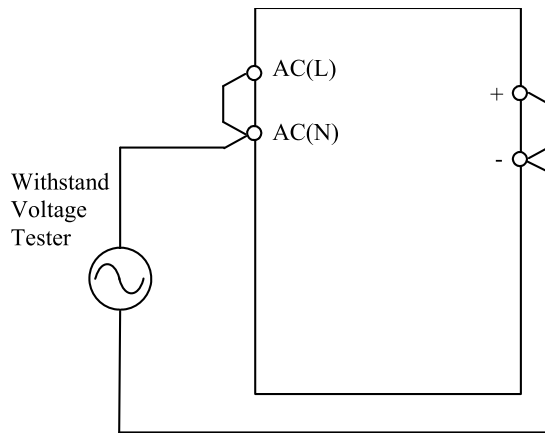 AC(L)
+
AC(N)
-
Withstand
Voltage
Tester